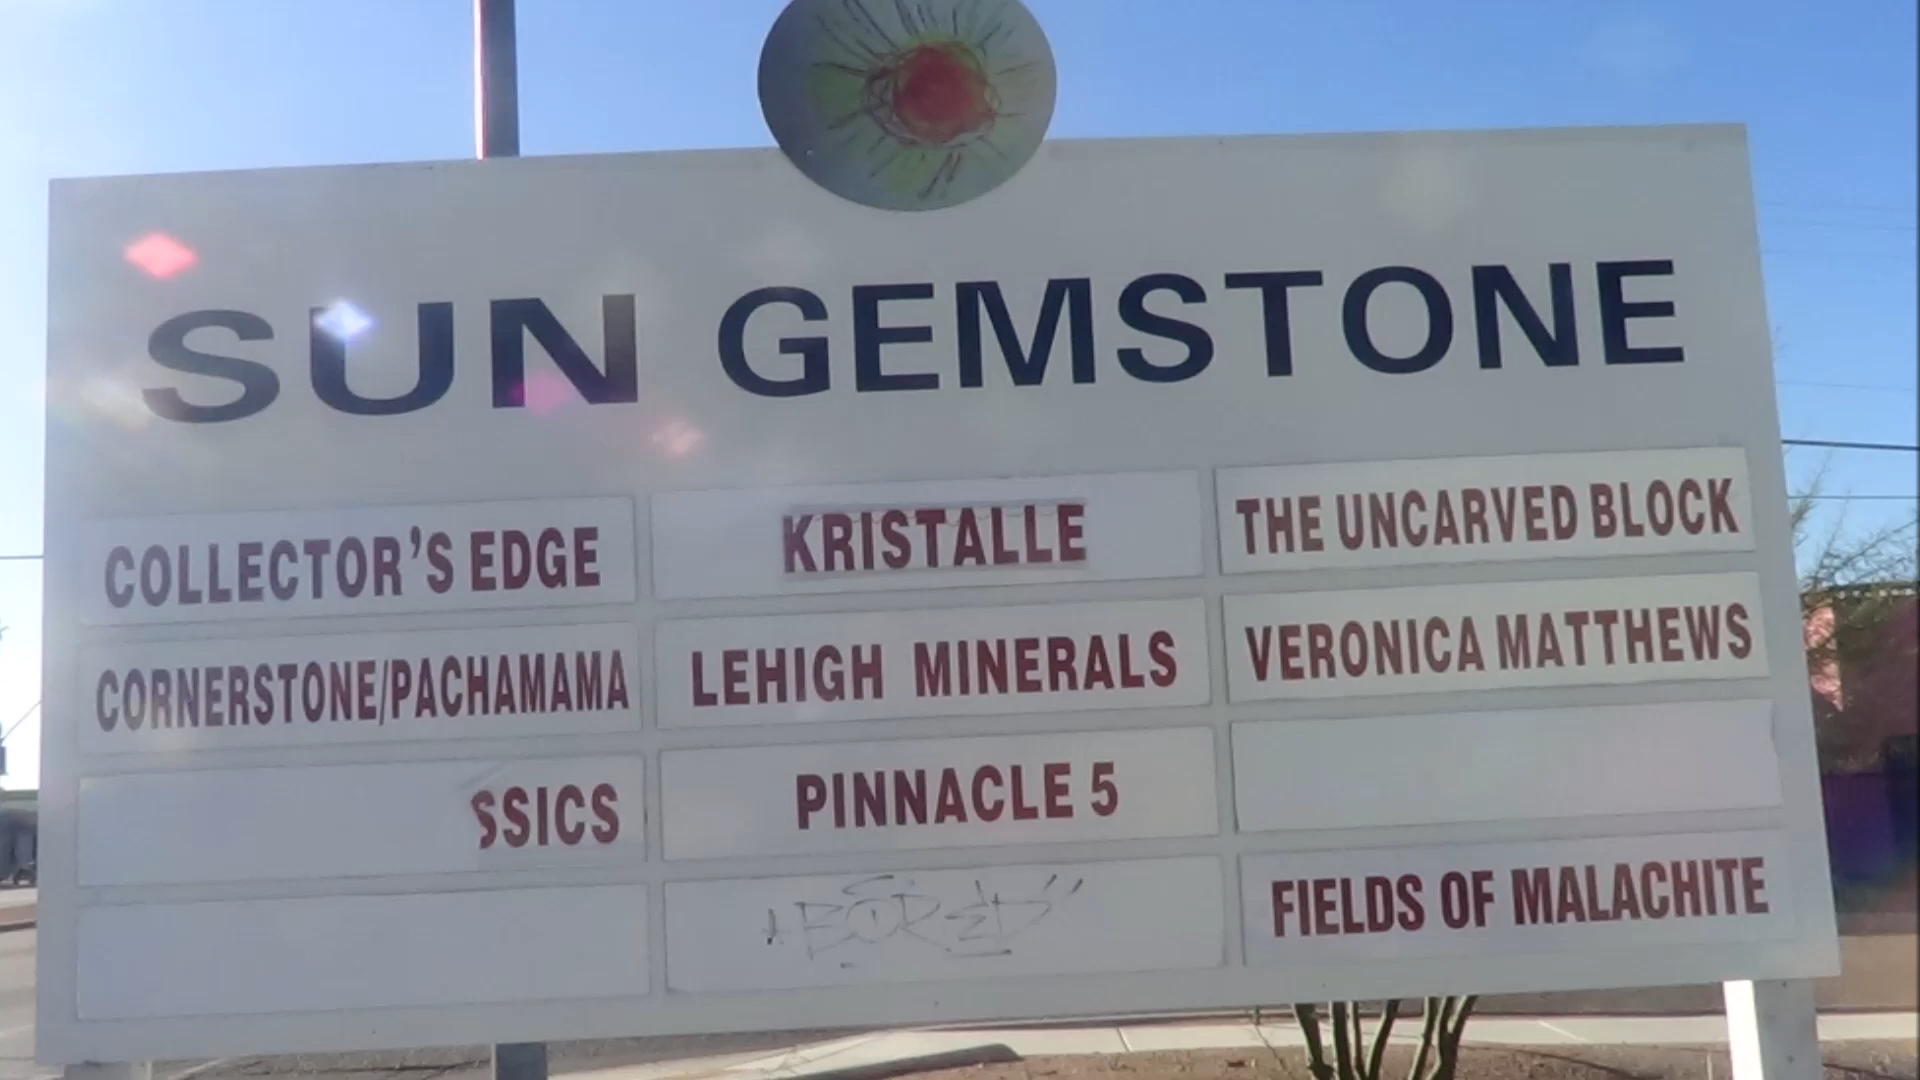 SUN GEMSTONE
COLLECTOR'S EDGE
KRISTALLE
THE UNCARVED BLOCK
CORNERSTONE/PACHAMAMA
LEHIGH MINERALS
VERONICA MATTHEWS
SSICS
PINNACLE 5
"BORED"
FIELDS OF MALACHITE